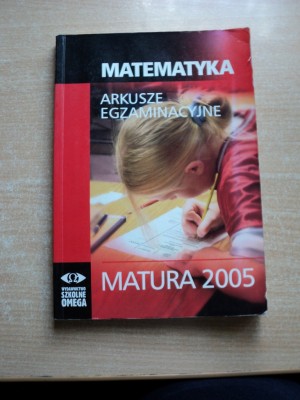 MATEMATYKA
ARKUSZE
EGZAMINACYJNE
MATURA 2005
WYDAWNICTWO
SZKOLNE
OMEGA